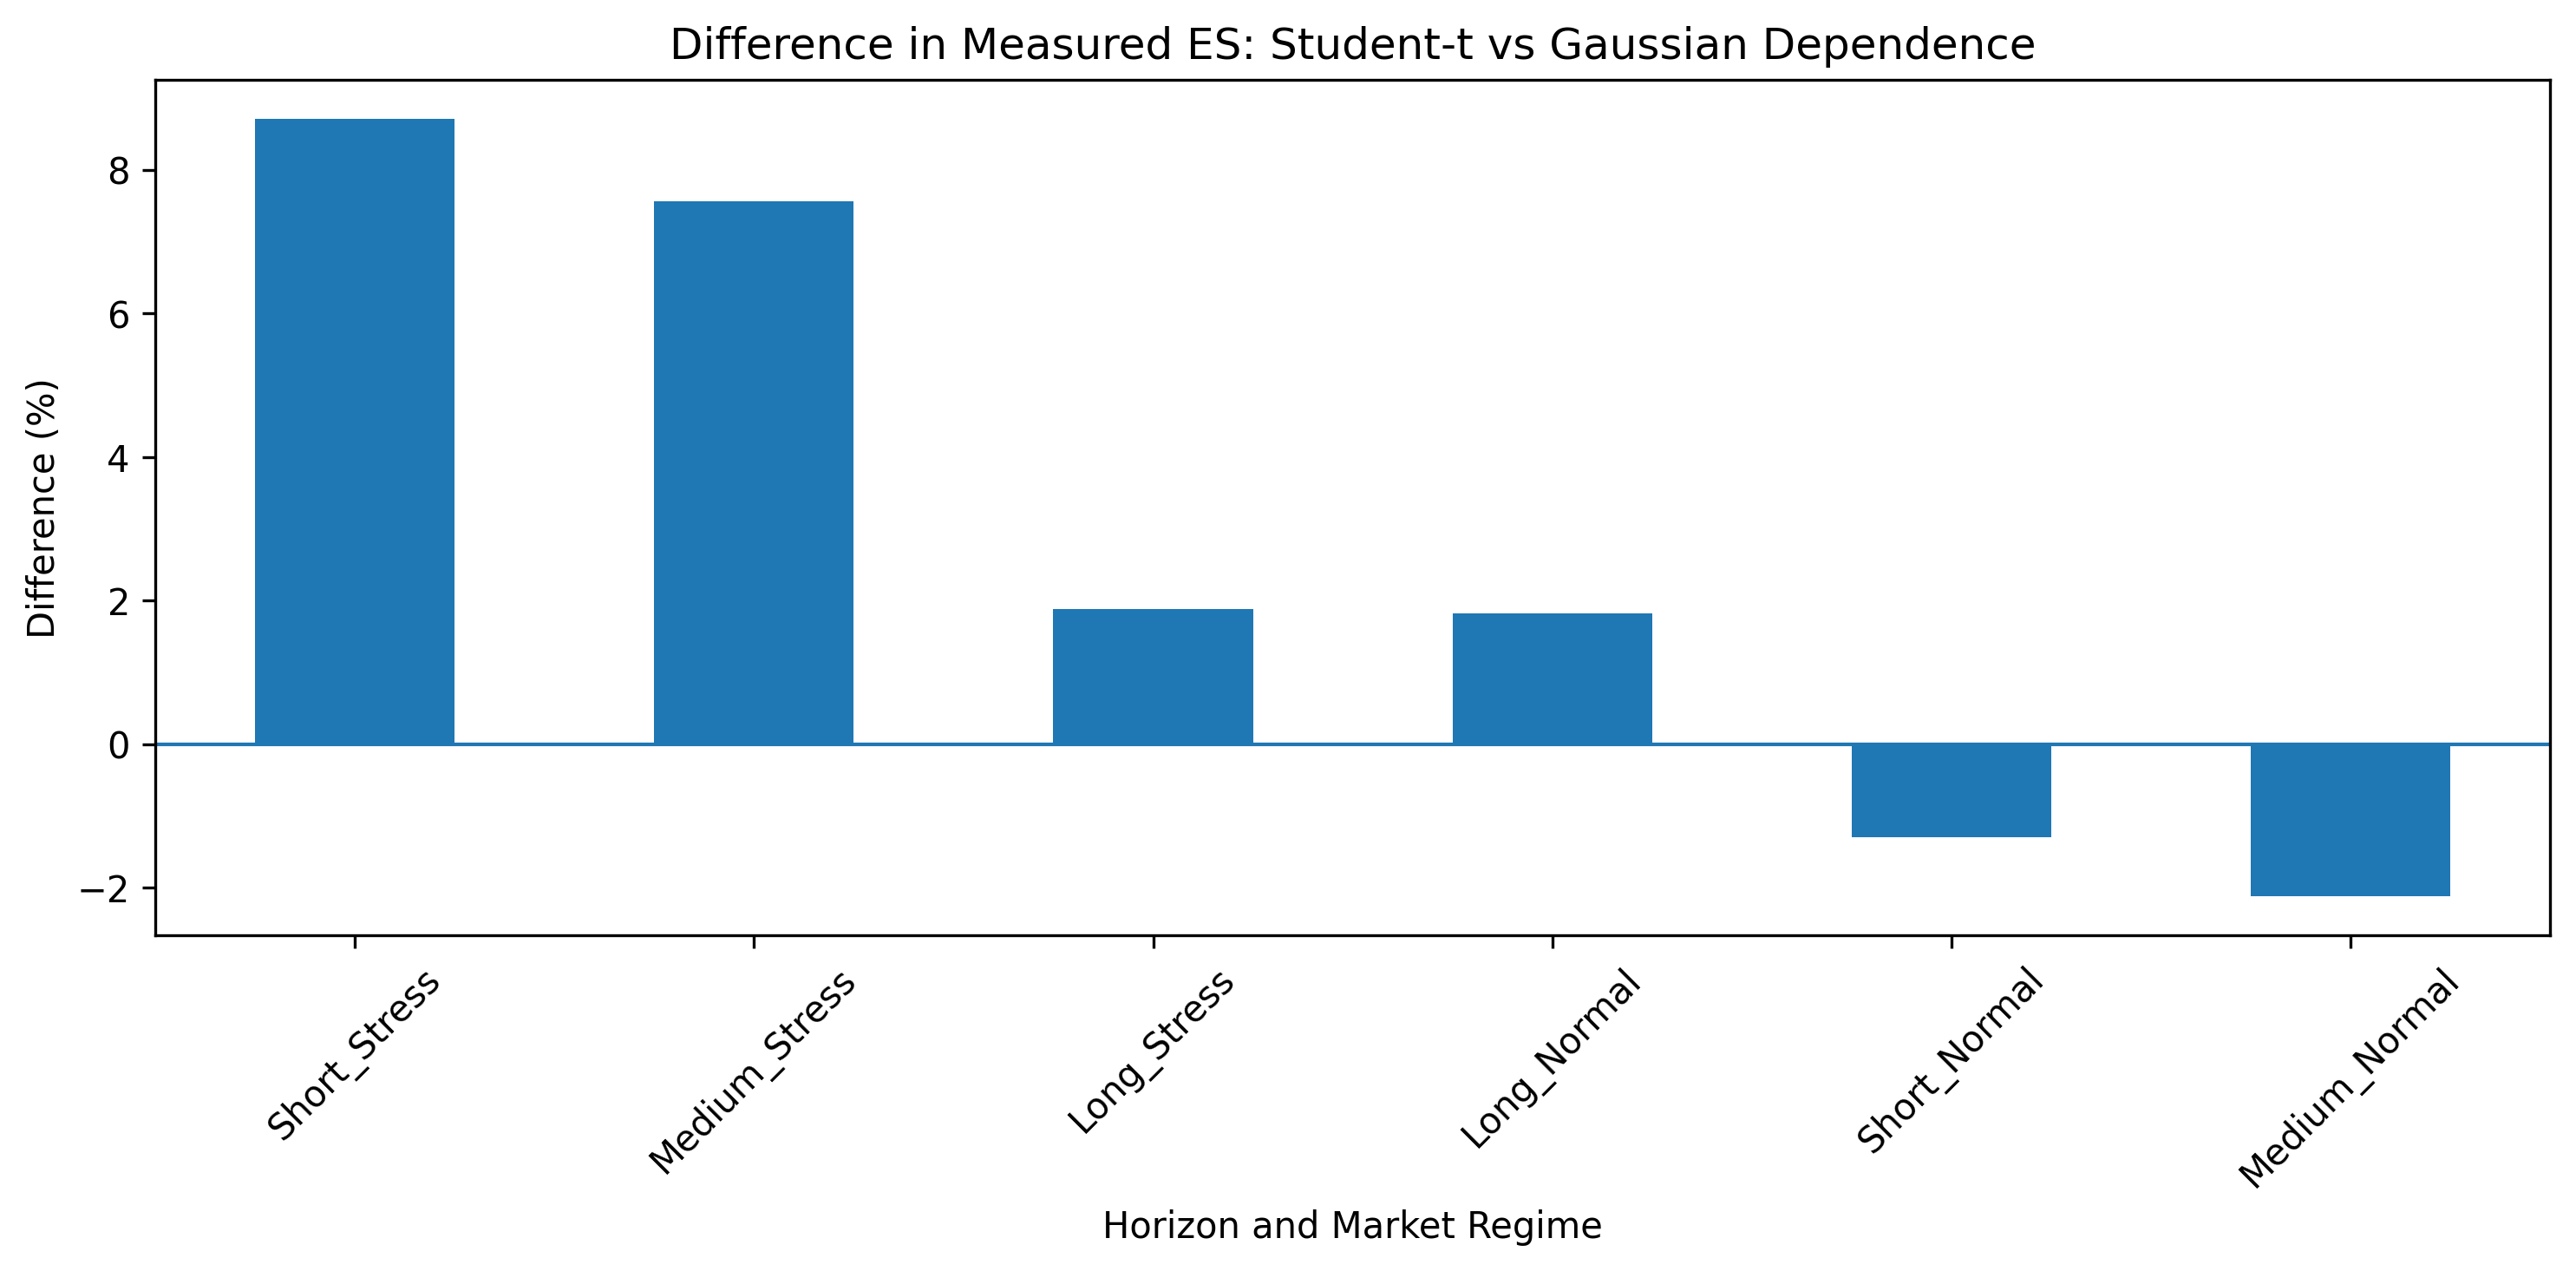 Difference in Measured ES: Student-t vs Gaussian Dependence
Difference (%)
8
6
4
2
0
−2
Short_Stress
Medium_Stress
Long_Stress
Long_Normal
Short_Normal
Medium_Normal
Horizon and Market Regime